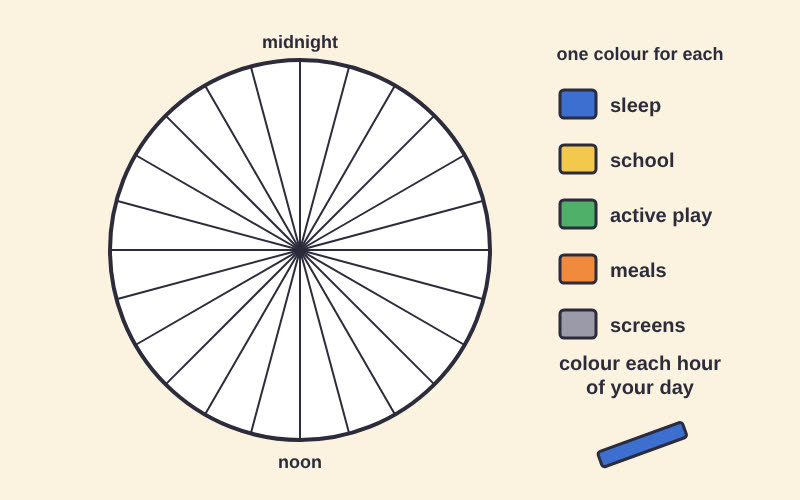 midnight
noon
one colour for each
sleep
school
active play
meals
screens
colour each hour
of your day